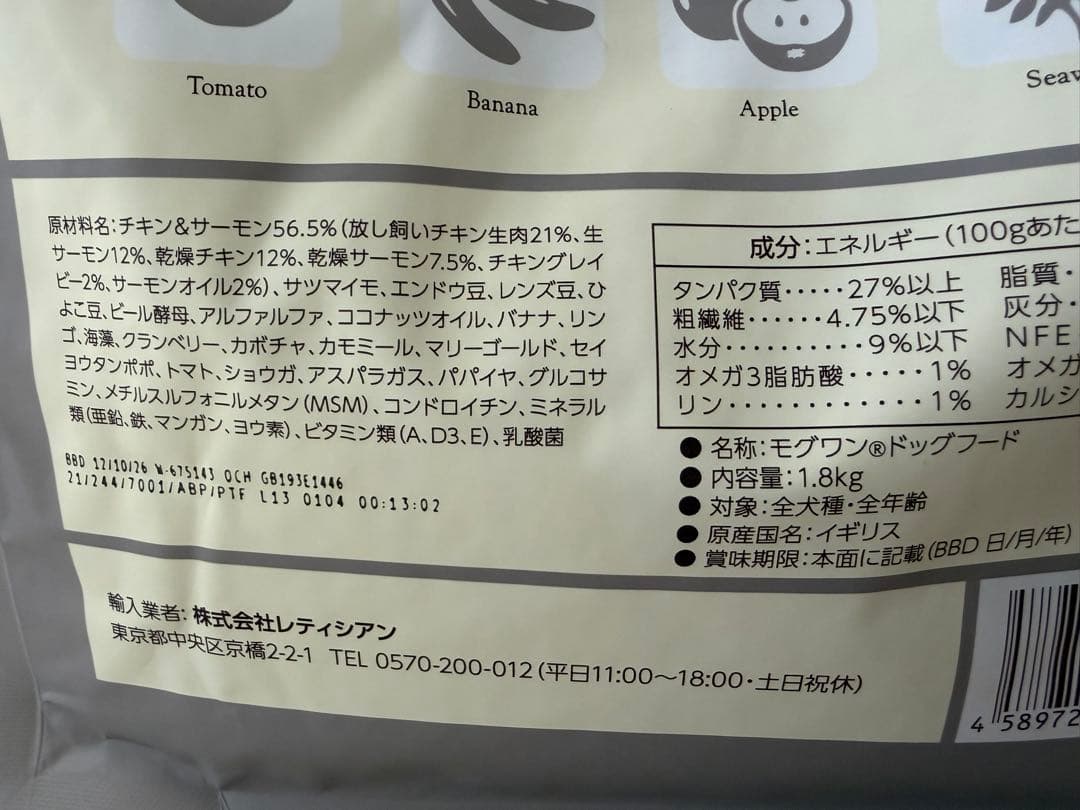 Tomato
Banana
Apple
Seaw
原材料名:チキン&サーモン56.5%(放し飼いチキン生肉21%、生
サーモン12%、乾燥チキン12%、乾燥サーモン7.5%、チキングレイ
ビー2%、サーモンオイル2%)、サツマイモ、エンドウ豆、レンズ豆、ひ
よこ豆、ビール酵母、アルファルファ、ココナッツオイル、バナナ、リン
ゴ、海藻、クランベリー、カボチャ、カモミール、マリーゴールド、セイ
ヨウタンポポ、トマト、ショウガ、アスパラガス、パパイヤ、グルコサ
ミン、メチルスルフォニルメタン(MSM)、コンドロイチン、ミネラル
類(亜鉛、鉄、マンガン、ヨウ素)、ビタミン類(A、D3、E)、乳酸菌
BBD 12/10/26 W-675143 OCH GB193E1446
21/244/7001/ABP/PTF L13 0104 00:13:02
成分:エネルギー(100gあた
タンパク質・・・・・27%以上 脂質・
粗繊維・・・・・・4.75%以下 灰分・
水分・・・・・・・・・・9%以下 NFE
オメガ3脂肪酸・・・・・1% オメガ
リン・・・・・・・・・・・・1% カルシ
● 名称:モグワン®ドッグフード
● 内容量:1.8kg
● 対象:全犬種・全年齢
● 原産国名:イギリス
● 賞味期限:本面に記載(BBD 日/月/年)
輸入業者:株式会社レティシアン
東京都中央区京橋2-2-1 TEL 0570-200-012(平日11:00〜18:00・土日祝休)
4 58972